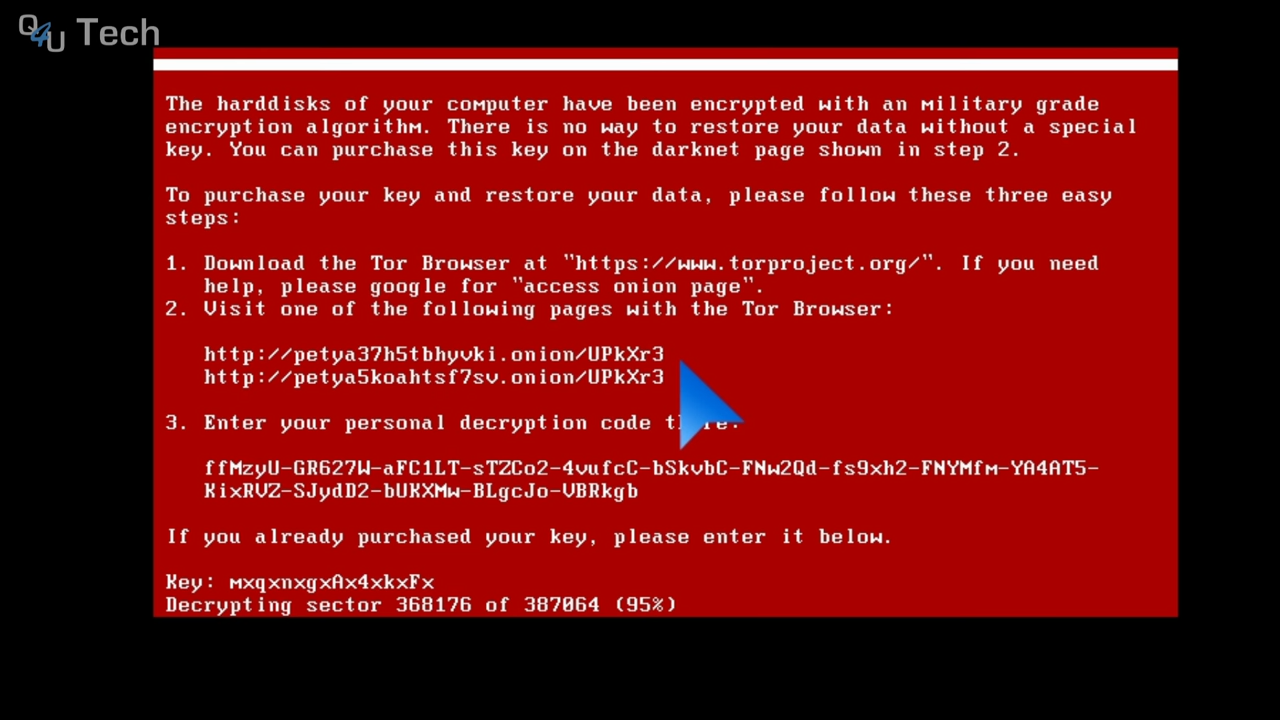 Q4U Tech
The harddisks of your computer have been encrypted with an military grade
encryption algorithm. There is no way to restore your data without a special
key. You can purchase this key on the darknet page shown in step 2.
To purchase your key and restore your data, please follow these three easy
steps:
1. Download the Tor Browser at "https://www.torproject.org/". If you need
help, please google for "access onion page".
2. Visit one of the following pages with the Tor Browser:
http://petya37h5tbhyvki.onion/UPkXr3
http://petya5koahtsf7sv.onion/UPkXr3
3. Enter your personal decryption code there:
ffMzyU-GR627W-aFC1LT-sTZCo2-4vufcC-bSkvbC-FNw2Qd-fs9xh2-FNYMfm-YA4AT5-
KixRVZ-SJydD2-bUKXMw-BLgcJo-VBRkgb
If you already purchased your key, please enter it below.
Key: mxqxnxgxAx4xkxFx
Decrypting sector 368176 of 387064 (95%)